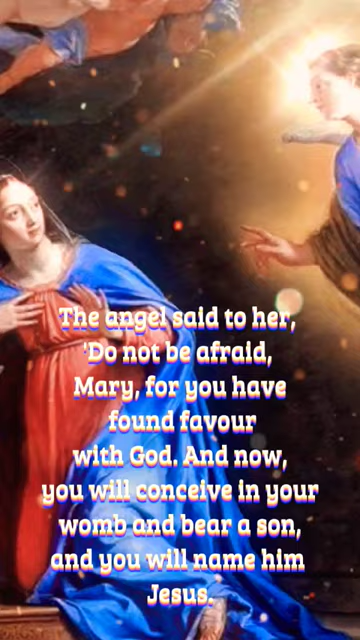 The angel said to her,
'Do not be afraid,
Mary, for you have
found favour
with God. And now,
you will conceive in your
womb and bear a son,
and you will name him
Jesus.